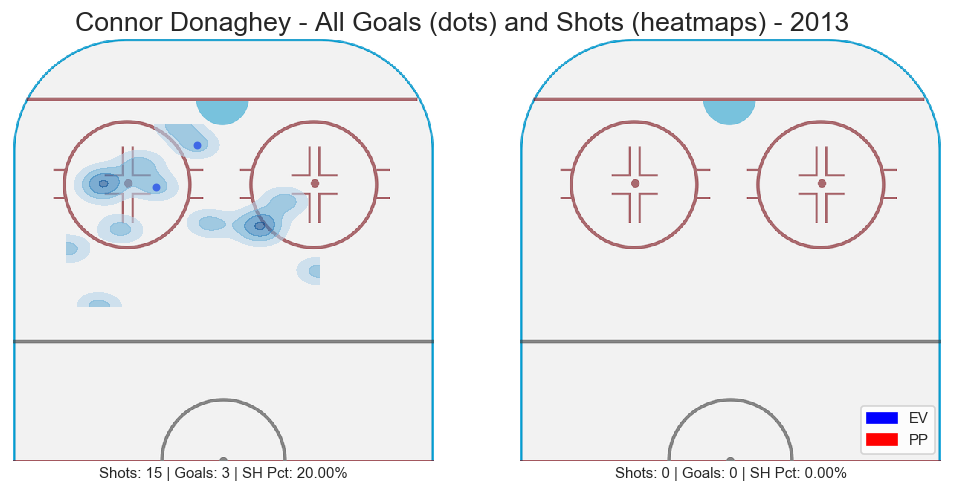 Connor Donaghey - All Goals (dots) and Shots (heatmaps) - 2013
EV
PP
Shots: 15 | Goals: 3 | SH Pct: 20.00%
Shots: 0 | Goals: 0 | SH Pct: 0.00%